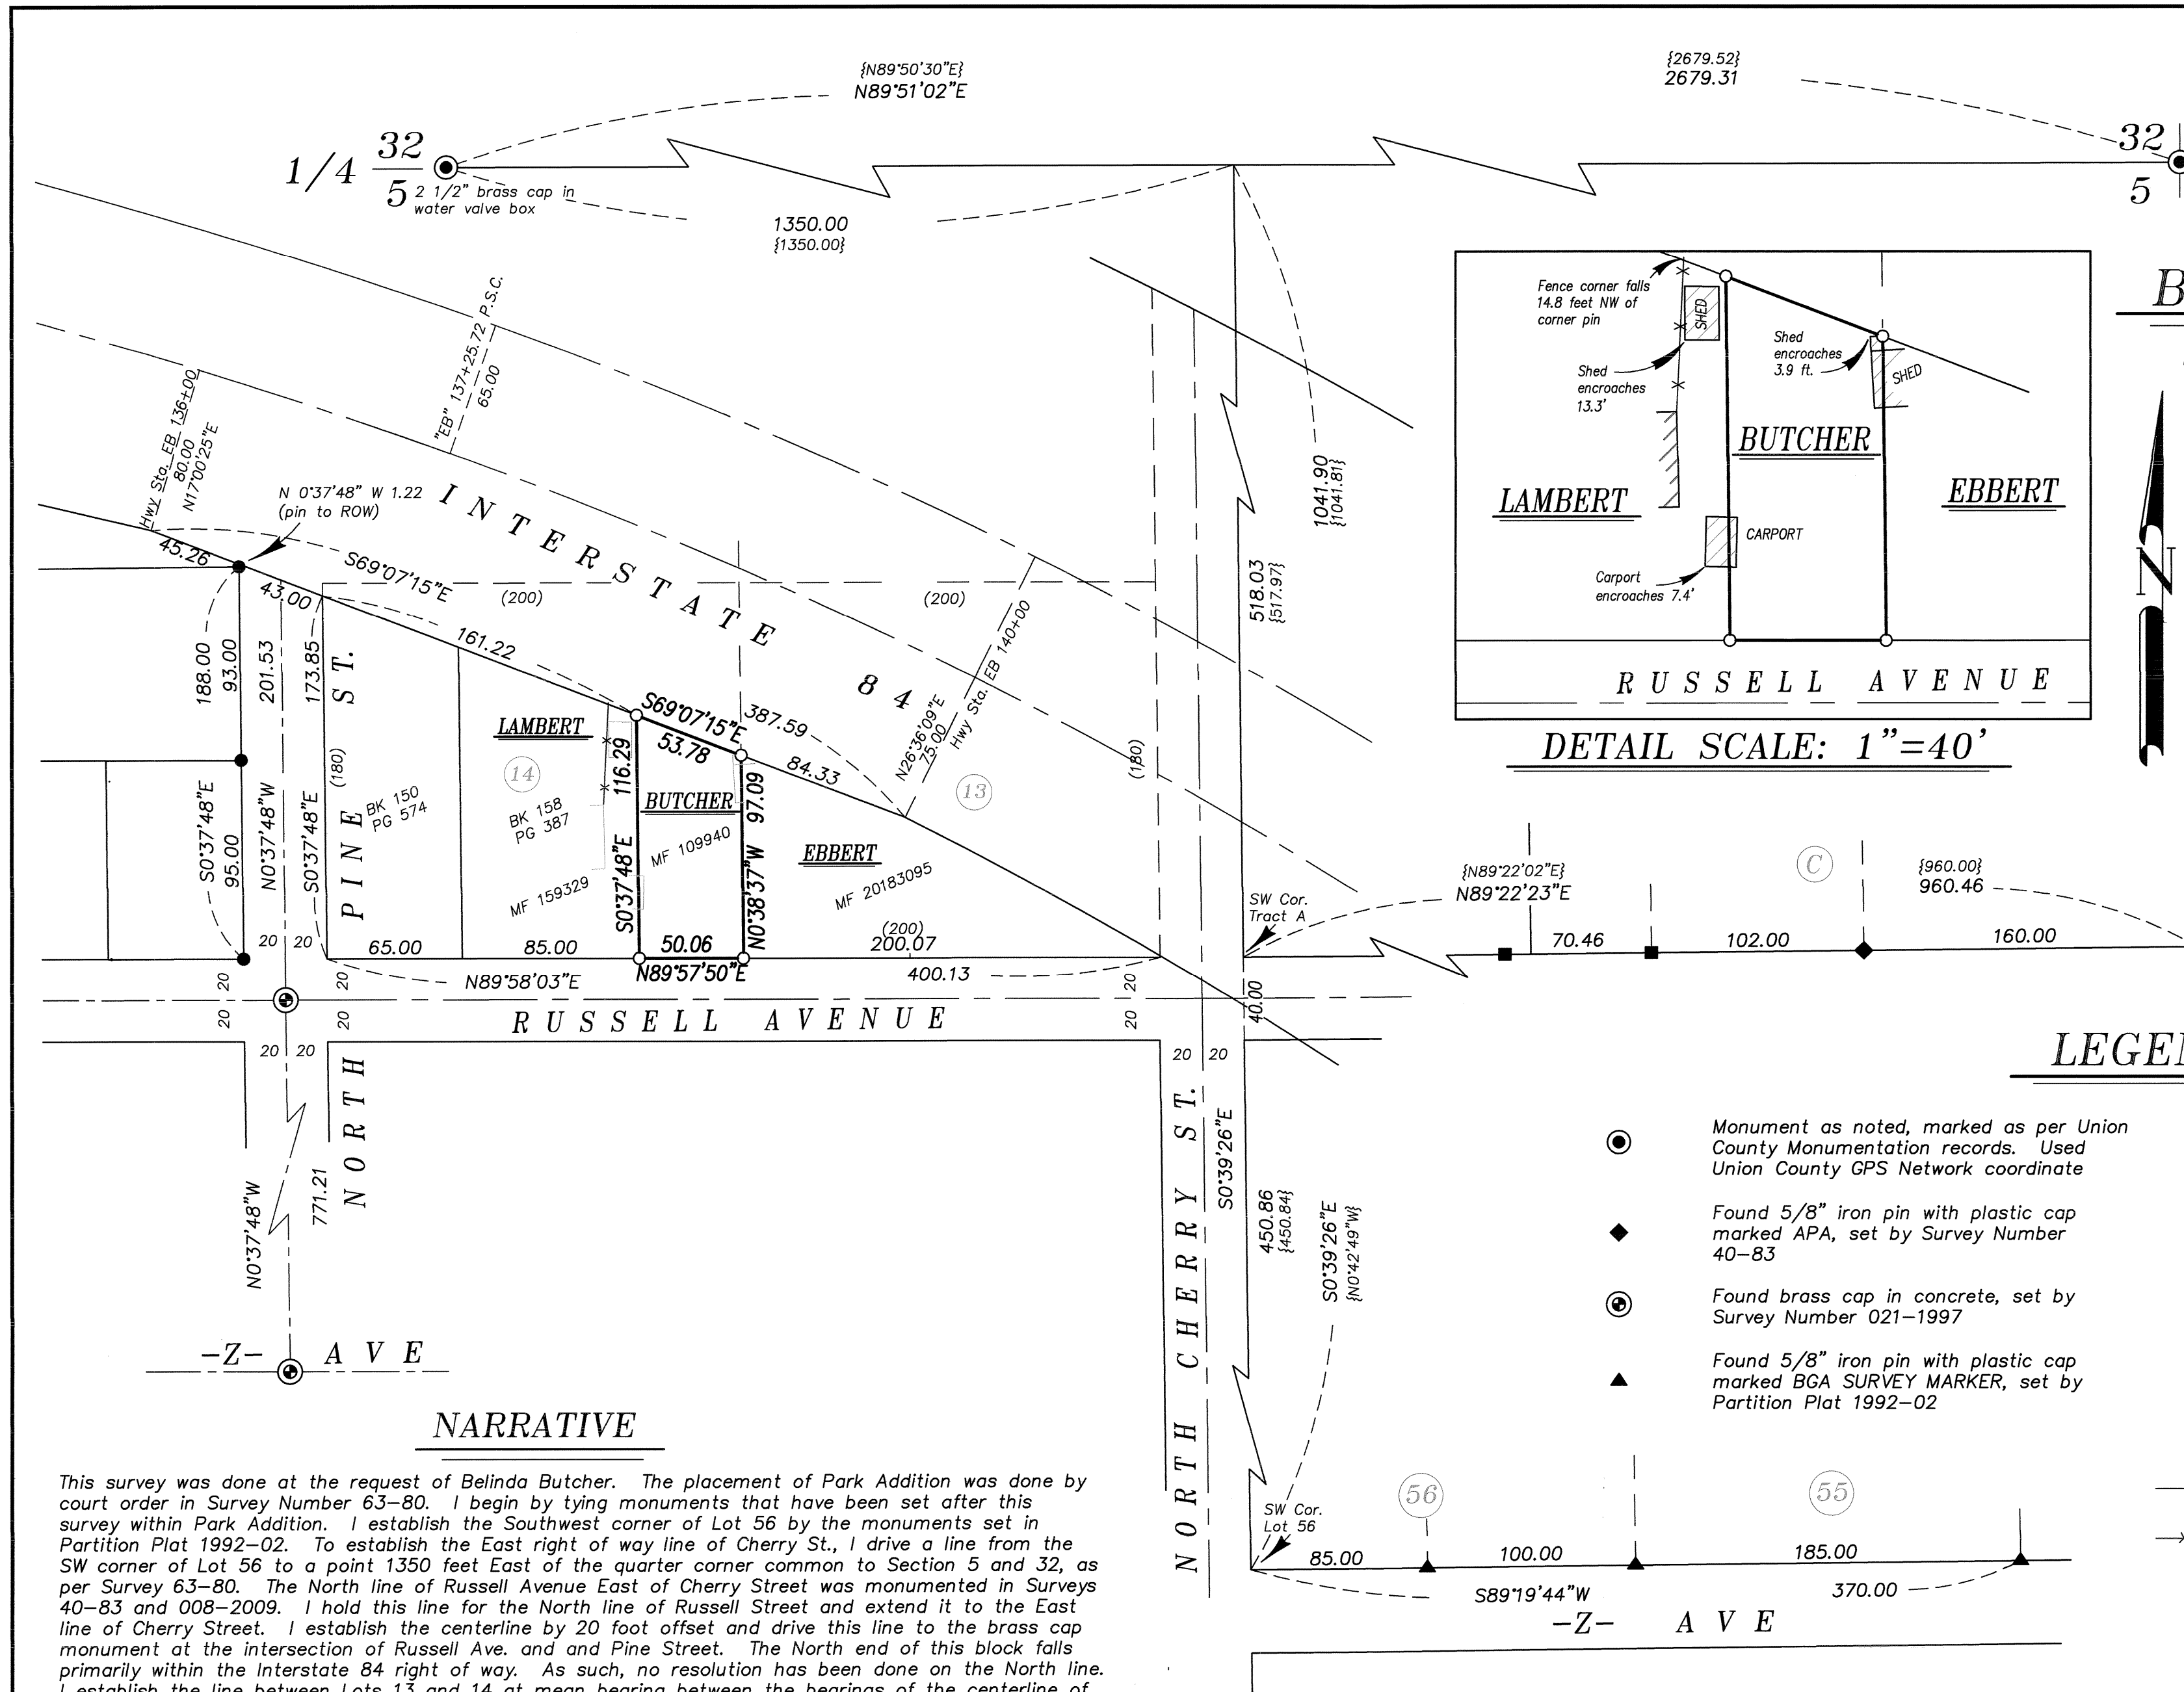 {N89°50'30"E}
N89°51'02"E
{2679.52}
2679.31
1/4
32
5
2 1/2" brass cap in
water valve box
1350.00
{1350.00}
32
5
"EB" 137+25.72 P.S.C.
65.00
Hwy Sta. EB 136+00
80.00
N17°00'25"E
N 0°37'48" W 1.22
(pin to ROW)
INTERSTATE 84
45.26
43.00
S69°07'15"E
161.22
(200)
(200)
188.00
93.00
201.53
173.85
(180)
S0°37'48"E
95.00
N0°37'48"W
S0°37'48"E
PINE ST.
BK 150
PG 574
LAMBERT
14
BK 158
PG 387
MF 159329
116.29
S0°37'48"E
S69°07'15"E
53.78
BUTCHER
MF 109940
97.09
N0°38'37"W
387.59
84.33
N26°36'09"E
75.00
Hwy Sta. EB 140+00
13
EBBERT
MF 20183095
(180)
(200)
200.07
65.00
85.00
50.06
N89°57'50"E
N89°58'03"E
400.13
20 20
20
20
20
20
20
20
20 20
20 20
40.00
RUSSELL AVENUE
1041.90
{1041.81}
518.03
{517.97}
Fence corner falls
14.8 feet NW of
corner pin
SHED
Shed
encroaches
13.3'
Shed
encroaches
3.9 ft.
SHED
BUTCHER
LAMBERT
EBBERT
CARPORT
Carport
encroaches 7.4'
RUSSELL AVENUE
DETAIL SCALE: 1"=40'
B
N
SW Cor.
Tract A
{N89°22'02"E}
N89°22'23"E
C
{960.00}
960.46
70.46
102.00
160.00
NORTH
N0°37'48"W
771.21
-Z- AVE
NORTH CHERRY ST.
S0°39'26"E
450.86
{450.84}
S0°39'26"E
{N0°42'49"W}
LEGE
Monument as noted, marked as per Union
County Monumentation records. Used
Union County GPS Network coordinate
Found 5/8" iron pin with plastic cap
marked APA, set by Survey Number
40-83
Found brass cap in concrete, set by
Survey Number 021-1997
Found 5/8" iron pin with plastic cap
marked BGA SURVEY MARKER, set by
Partition Plat 1992-02
56
55
SW Cor.
Lot 56
85.00
100.00
185.00
S89°19'44"W
370.00
-Z- AVE
NARRATIVE
This survey was done at the request of Belinda Butcher. The placement of Park Addition was done by
court order in Survey Number 63-80. I begin by tying monuments that have been set after this
survey within Park Addition. I establish the Southwest corner of Lot 56 by the monuments set in
Partition Plat 1992-02. To establish the East right of way line of Cherry St., I drive a line from the
SW corner of Lot 56 to a point 1350 feet East of the quarter corner common to Section 5 and 32, as
per Survey 63-80. The North line of Russell Avenue East of Cherry Street was monumented in Surveys
40-83 and 008-2009. I hold this line for the North line of Russell Street and extend it to the East
line of Cherry Street. I establish the centerline by 20 foot offset and drive this line to the brass cap
monument at the intersection of Russell Ave. and and Pine Street. The North end of this block falls
primarily within the Interstate 84 right of way. As such, no resolution has been done on the North line.
I establish the line between Lots 13 and 14 at mean bearing between the bearings of the centerline of